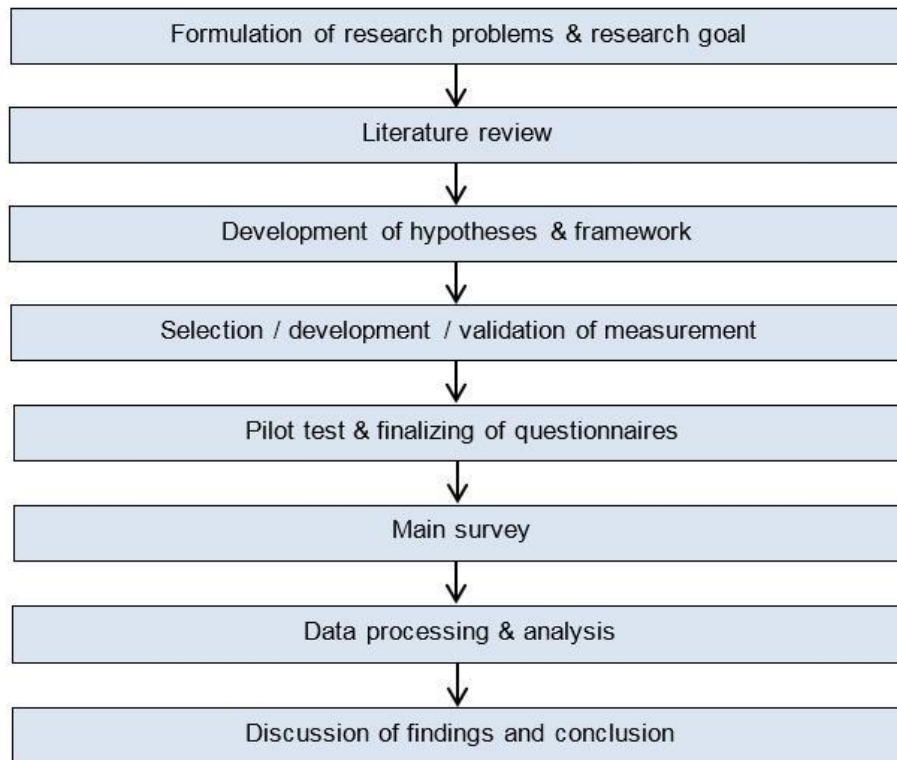 Formulation of research problems & research goal
Literature review
Development of hypotheses & framework
Selection / development / validation of measurement
Pilot test & finalizing of questionnaires
Main survey
Data processing & analysis
Discussion of findings and conclusion